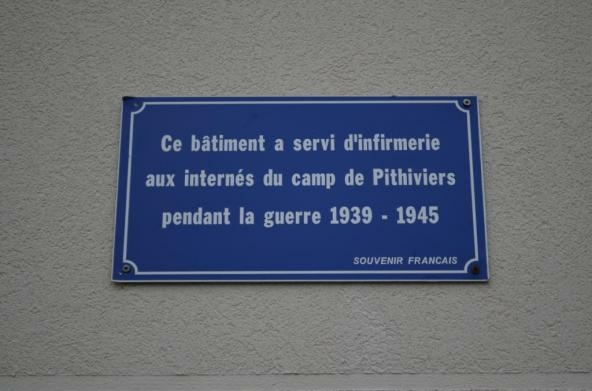 Ce bâtiment a servi d'infirmerie
aux internés du camp de Pithiviers
pendant la guerre 1939 - 1945
SOUVENIR FRANCAIS